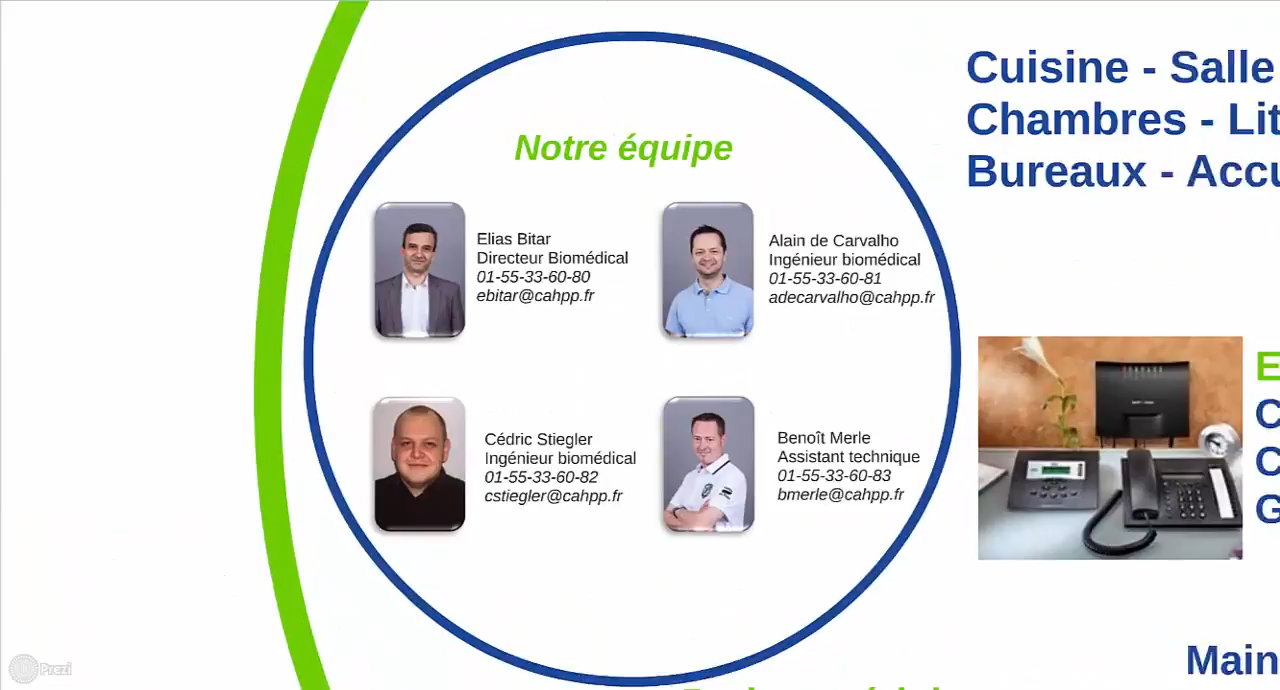 Notre équipe
Elias Bitar
Directeur Biomédical
01-55-33-60-80
ebitar@cahpp.fr
Alain de Carvalho
Ingénieur biomédical
01-55-33-60-81
adecarvalho@cahpp.fr
Cédric Stiegler
Ingénieur biomédical
01-55-33-60-82
cstiegler@cahpp.fr
Benoît Merle
Assistant technique
01-55-33-60-83
bmerle@cahpp.fr
Cuisine - Salle
Chambres - Lit
Bureaux - Accu
E
C
C
G
Main
Prezi